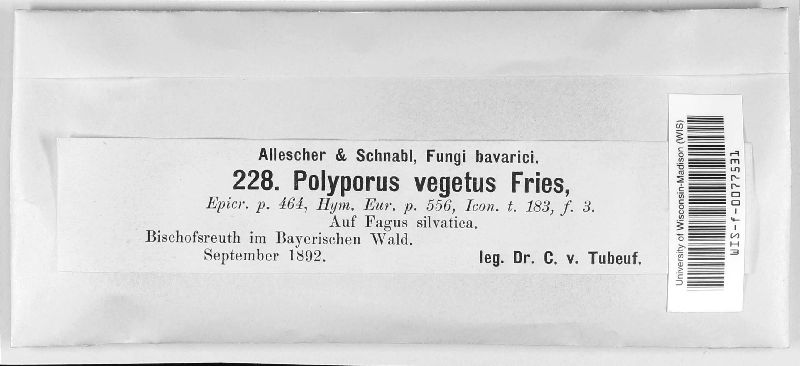 Allescher & Schnabl, Fungi bavarici.
228. Polyporus vegetus Fries,
Epicr. p. 464, Hym. Eur. p. 556, Icon. t. 183, f. 3.
Auf Fagus silvatica.
Bischofsreuth im Bayerischen Wald.
September 1892.
leg. Dr. C. v. Tubeuf.
University of Wisconsin-Madison (WIS)
WIS-f-0077531